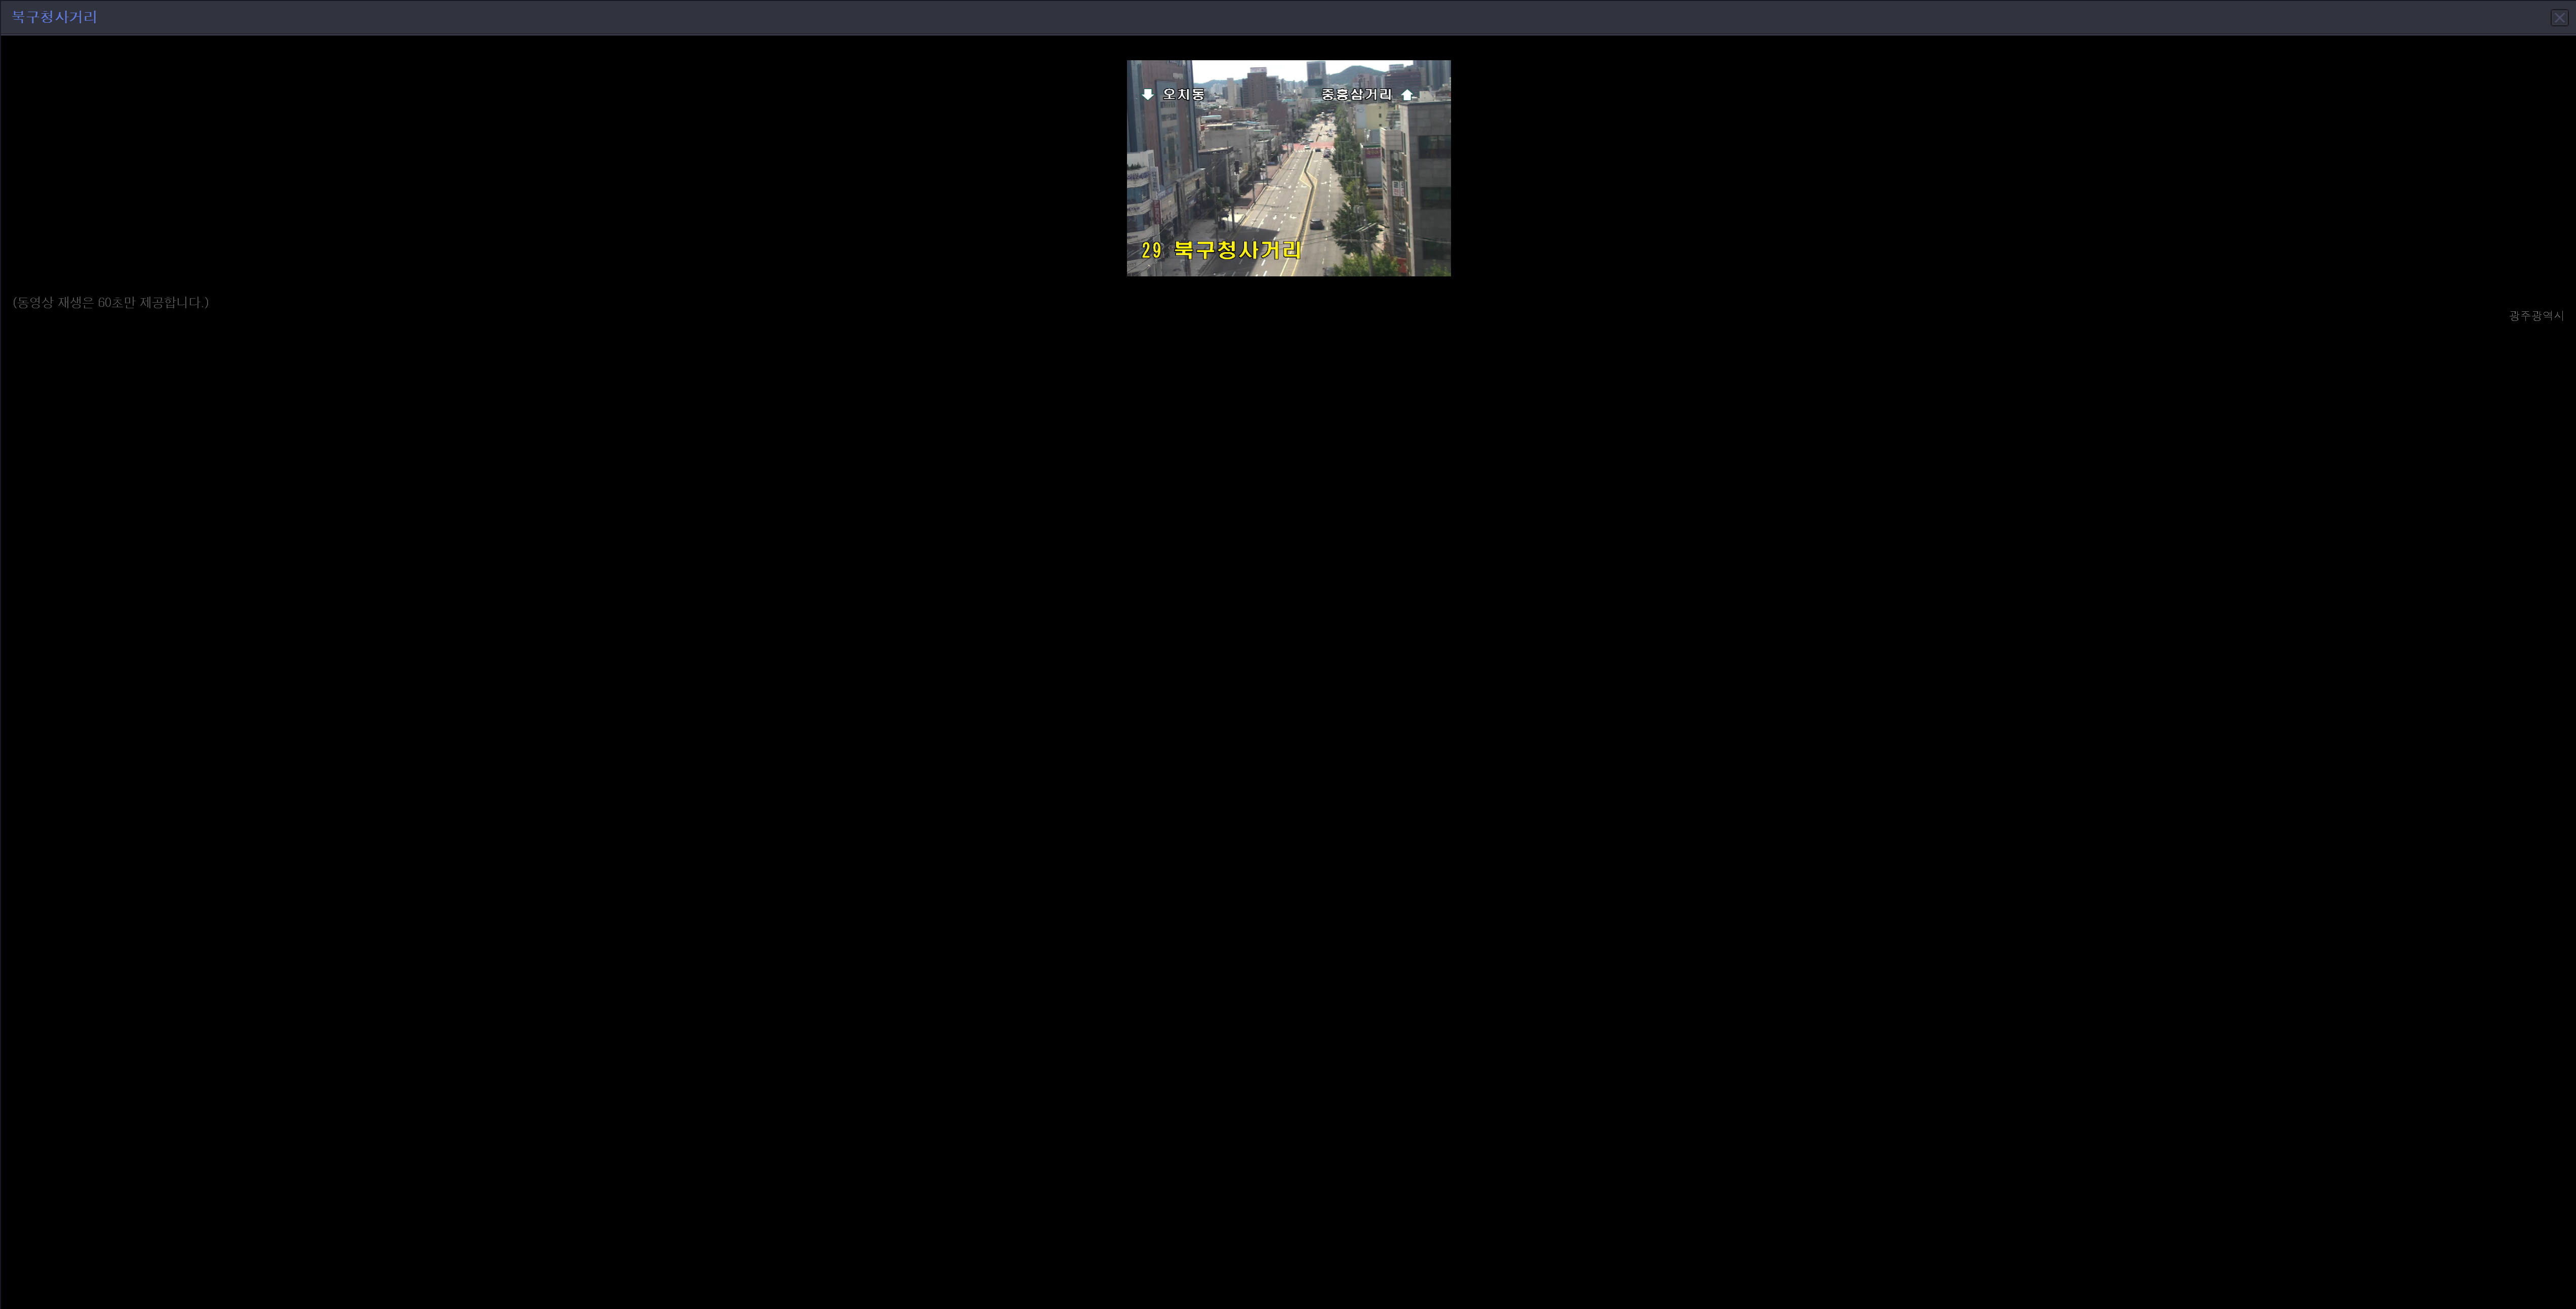 북구청사거리
오치동 중흥삼거리
29 북구청사거리
(동영상 재생은 60초만 제공합니다.)
광주광역시